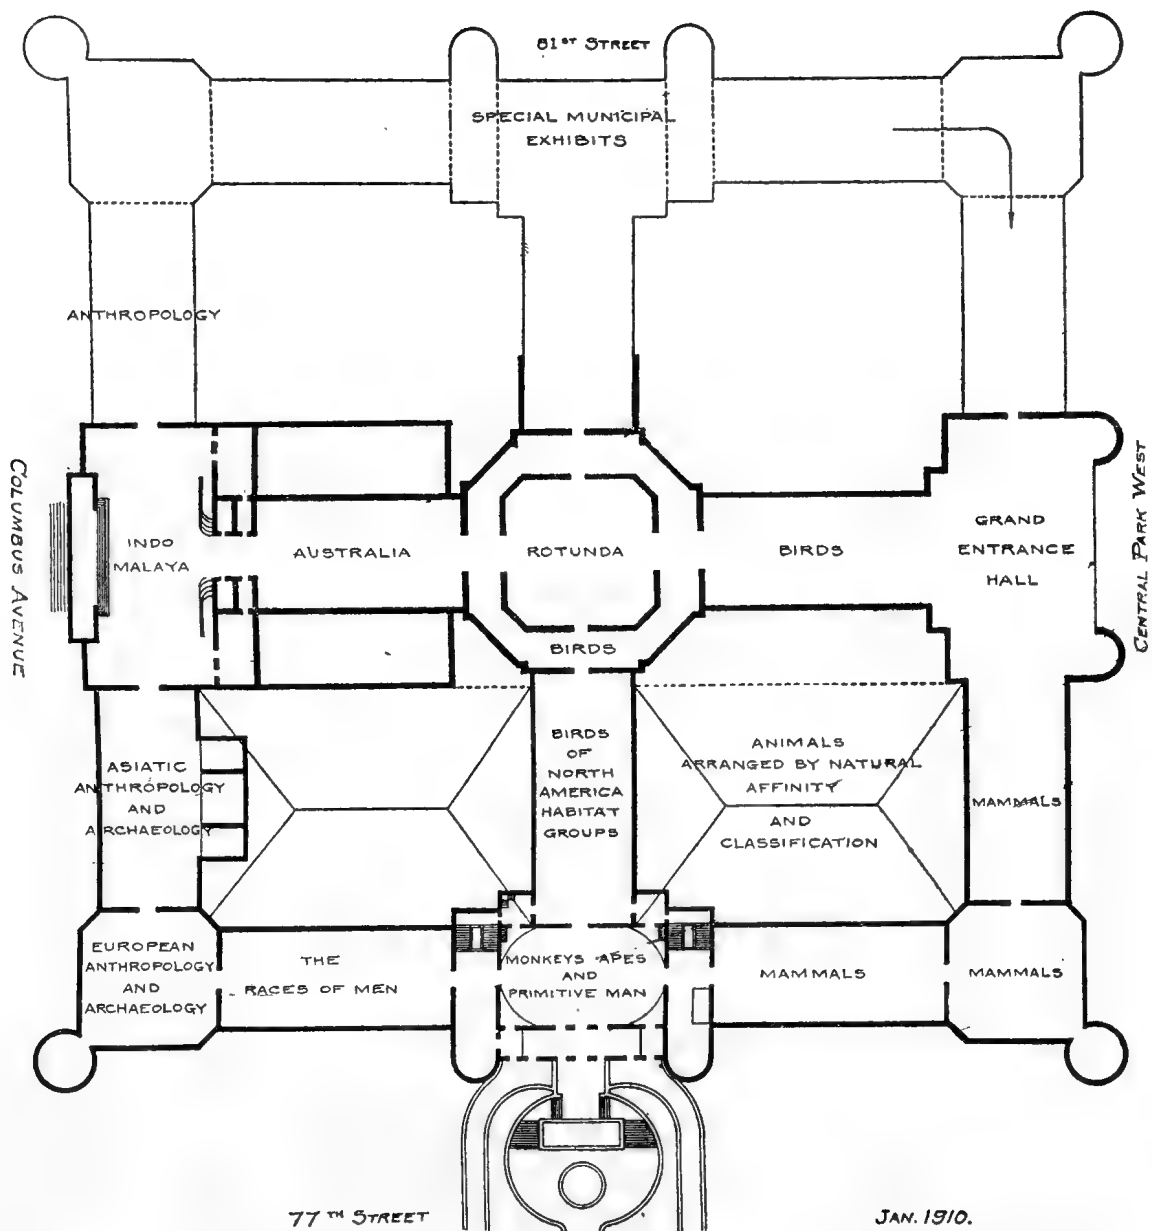 81ST STREET
SPECIAL MUNICIPAL
EXHIBITS
ANTHROPOLOGY
COLUMBUS AVENUE
INDO
MALAYA
AUSTRALIA
ROTUNDA
BIRDS
GRAND
ENTRANCE
HALL
CENTRAL PARK WEST
BIRDS
ASIATIC
ANTHROPOLOGY
AND
ARCHAEOLOGY
BIRDS
OF
NORTH
AMERICA
HABITAT
GROUPS
ANIMALS
ARRANGED BY NATURAL
AFFINITY
AND
CLASSIFICATION
MAMMALS
EUROPEAN
ANTHROPOLOGY
AND
ARCHAEOLOGY
THE
RACES OF MEN
MONKEYS APES
AND
PRIMITIVE MAN
MAMMALS
MAMMALS
77TH STREET
JAN. 1910.